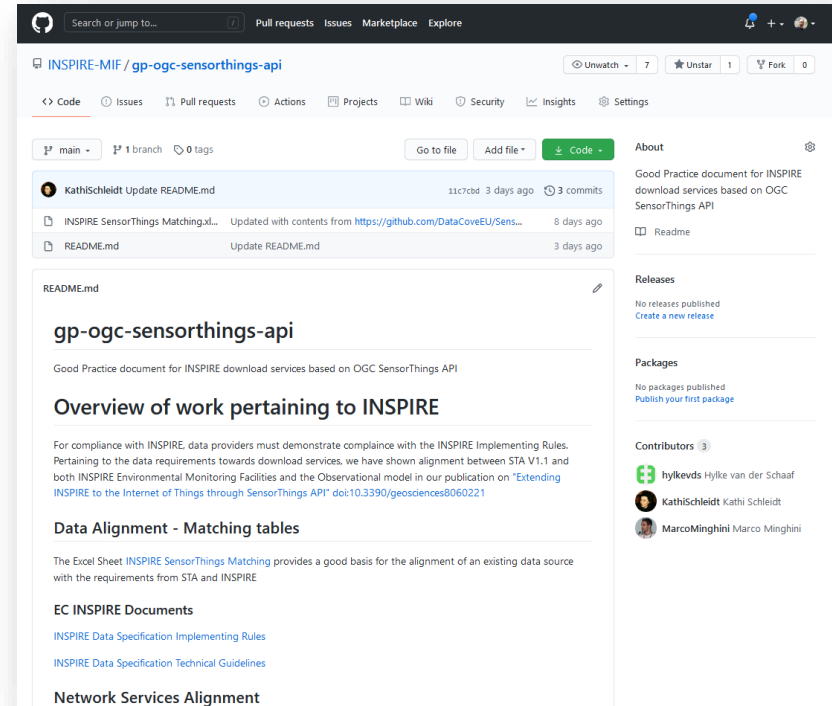 Search or jump to... /
Pull requests Issues Marketplace Explore
INSPIRE-MIF / gp-ogc-sensorthings-api
Unwatch 7 Unstar 1 Fork 0
Code Issues Pull requests Actions Projects Wiki Security Insights Settings
main 1 branch 0 tags Go to file Add file Code
KathiSchleidt Update README.md 11c7cbd 3 days ago 3 commits
INSPIRE SensorThings Matching.xl... Updated with contents from https://github.com/DataCoveEU/Sens... 8 days ago
README.md Update README.md 3 days ago
README.md
gp-ogc-sensorthings-api
Good Practice document for INSPIRE download services based on OGC SensorThings API
Overview of work pertaining to INSPIRE
For compliance with INSPIRE, data providers must demonstrate complaince with the INSPIRE Implementing Rules.
Pertaining to the data requirements towards download services, we have shown alignment between STA V1.1 and
both INSPIRE Environmental Monitoring Facilities and the Observational model in our publication on "Extending
INSPIRE to the Internet of Things through SensorThings API" doi:10.3390/geosciences8060221
Data Alignment - Matching tables
The Excel Sheet INSPIRE SensorThings Matching provides a good basis for the alignment of an existing data source
with the requirements from STA and INSPIRE
EC INSPIRE Documents
INSPIRE Data Specification Implementing Rules
INSPIRE Data Specification Technical Guidelines
Network Services Alignment
About
Good Practice document for INSPIRE
download services based on OGC
SensorThings API
Readme
Releases
No releases published
Create a new release
Packages
No packages published
Publish your first package
Contributors 3
hylkevds Hylke van der Schaaf
KathiSchleidt Kathi Schleidt
MarcoMinghini Marco Minghini